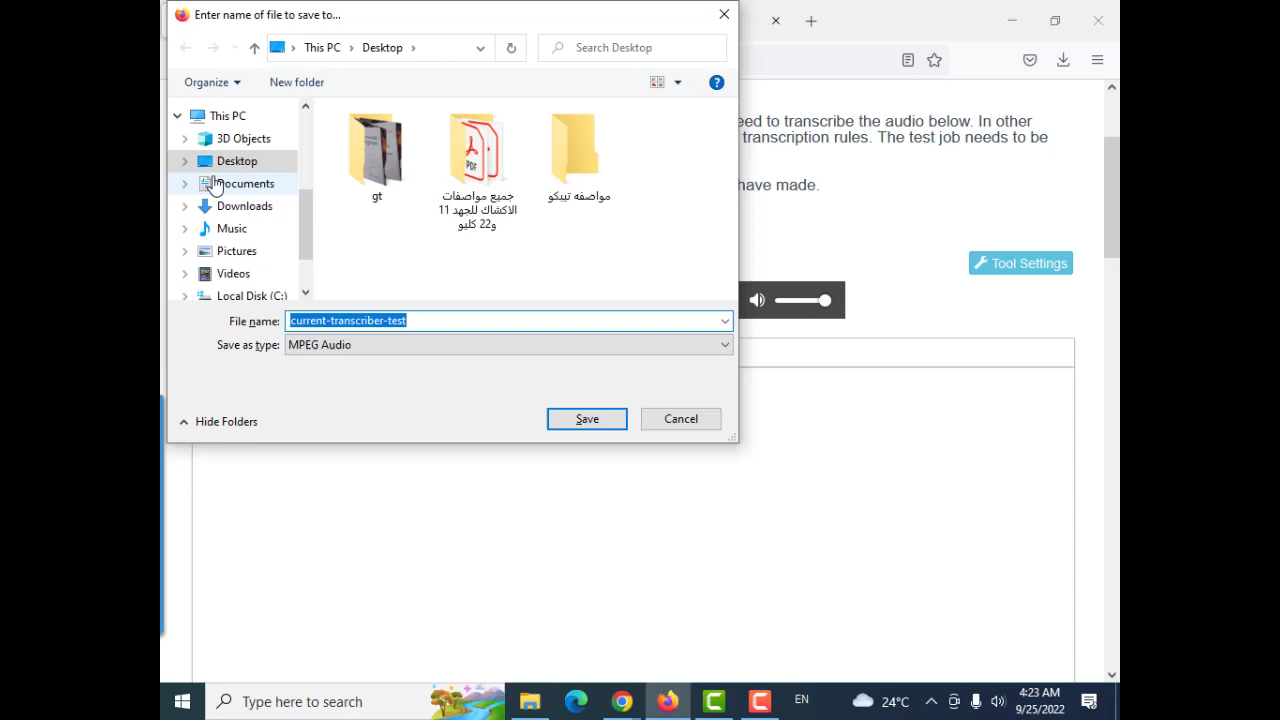 Enter name of file to save to...
This PC
Desktop
Search Desktop
Organize
New folder
This PC
3D Objects
Desktop
Documents
Downloads
Music
Pictures
Videos
Local Disk (C:)
gt
جميع مواصفات
الاكشاك للجهد 11
و22 كليو
مواصفه تيبكو
PDF
File name:
current-transcriber-test
Save as type:
MPEG Audio
Hide Folders
Save
Cancel
eed to transcribe the audio below. In other
transcription rules. The test job needs to be
have made.
Tool Settings
Type here to search
EN
24°C
4:23 AM
9/25/2022